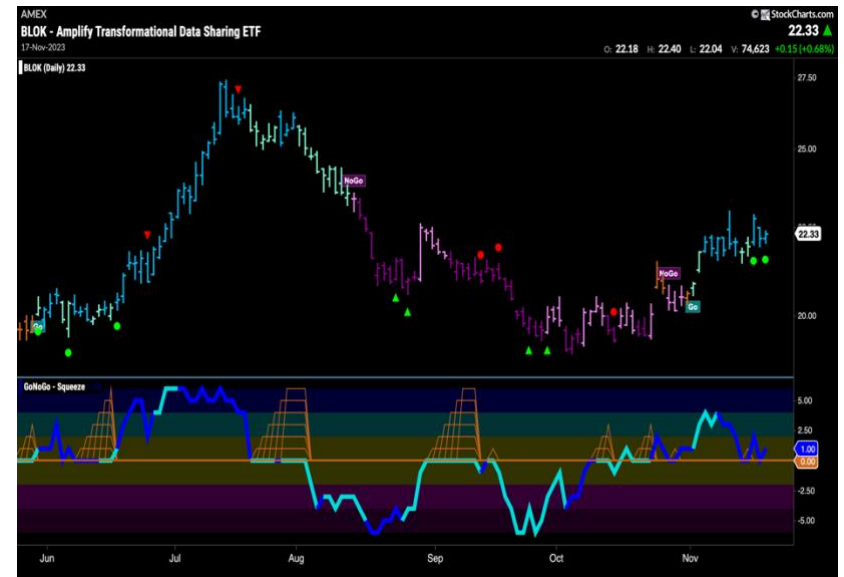 AMEX
© StockCharts.com
BLOK - Amplify Transformational Data Sharing ETF
22.33
17-Nov-2023
O: 22.18 H: 22.40 L: 22.04 V: 74,623 +0.15 (+0.68%)
BLOK (Daily) 22.33
27.50
25.00
NoGo
22.33
NoGo
Go
20.00
Go
GoNoGo - Squeeze
5.00
2.50
1.00
0.00
-2.50
-5.00
Jun Jul Aug Sep Oct Nov